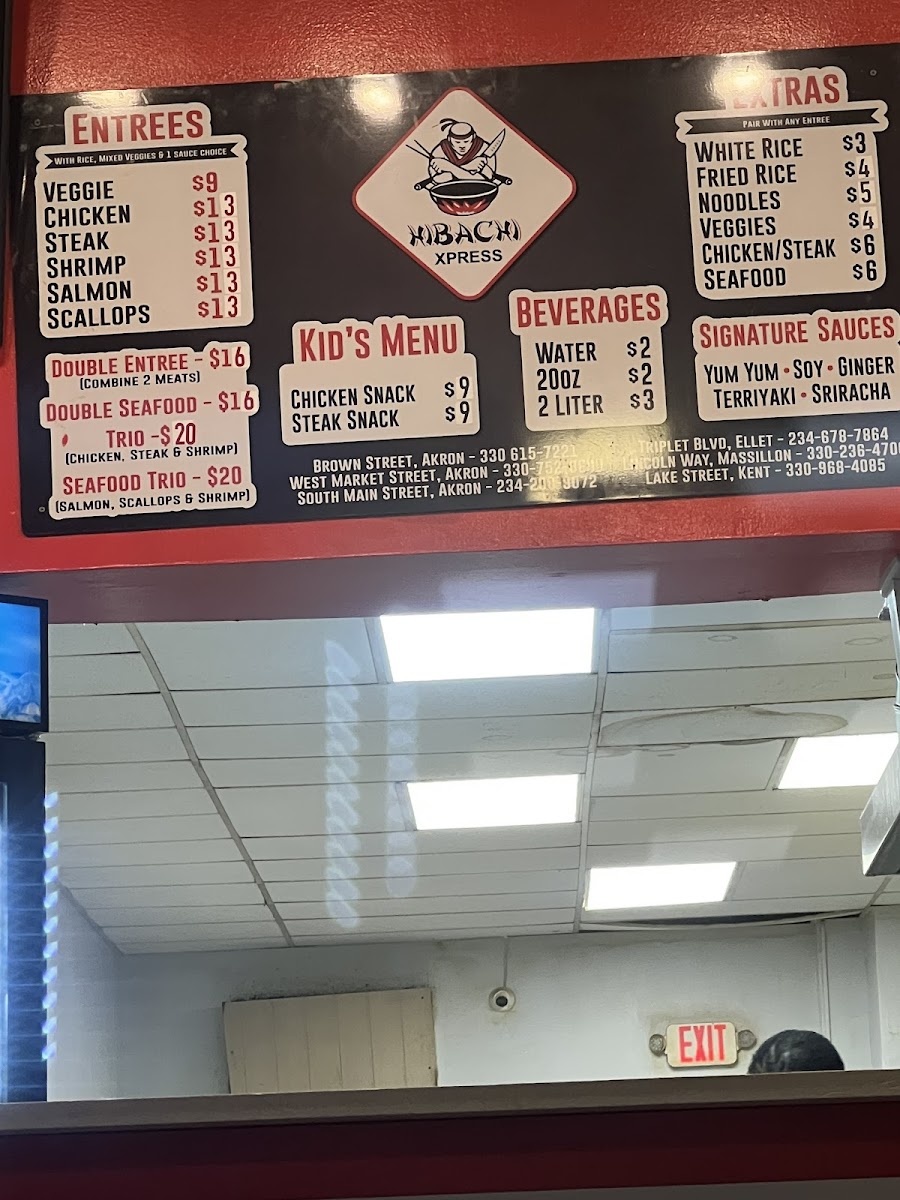 ENTREES
WITH RICE, MIXED VEGGIES & 1 SAUCE CHOICE
VEGGIE $9
CHICKEN $13
STEAK $13
SHRIMP $13
SALMON $13
SCALLOPS $13
DOUBLE ENTREE - $16
(COMBINE 2 MEATS)
DOUBLE SEAFOOD - $16
TRIO -$20
(CHICKEN, STEAK & SHRIMP)
SEAFOOD TRIO - $20
(SALMON, SCALLOPS & SHRIMP)
HIBACHI
XPRESS
KID'S MENU
CHICKEN SNACK $9
STEAK SNACK $9
BEVERAGES
WATER $2
20OZ $2
2 LITER $3
EXTRAS
PAIR WITH ANY ENTREE
WHITE RICE $3
FRIED RICE $4
NOODLES $5
VEGGIES $4
CHICKEN/STEAK $6
SEAFOOD $6
SIGNATURE SAUCES
YUM YUM • SOY • GINGER
TERRIYAKI • SRIRACHA
BROWN STREET, AKRON - 330 615-7221
WEST MARKET STREET, AKRON -
SOUTH MAIN STREET, AKRON -
TRIPLET BLVD, ELLET - 234-678-7864
LINCOLN WAY, MASSILLON -
LAKE STREET, KENT - 330-968-4085
EXIT